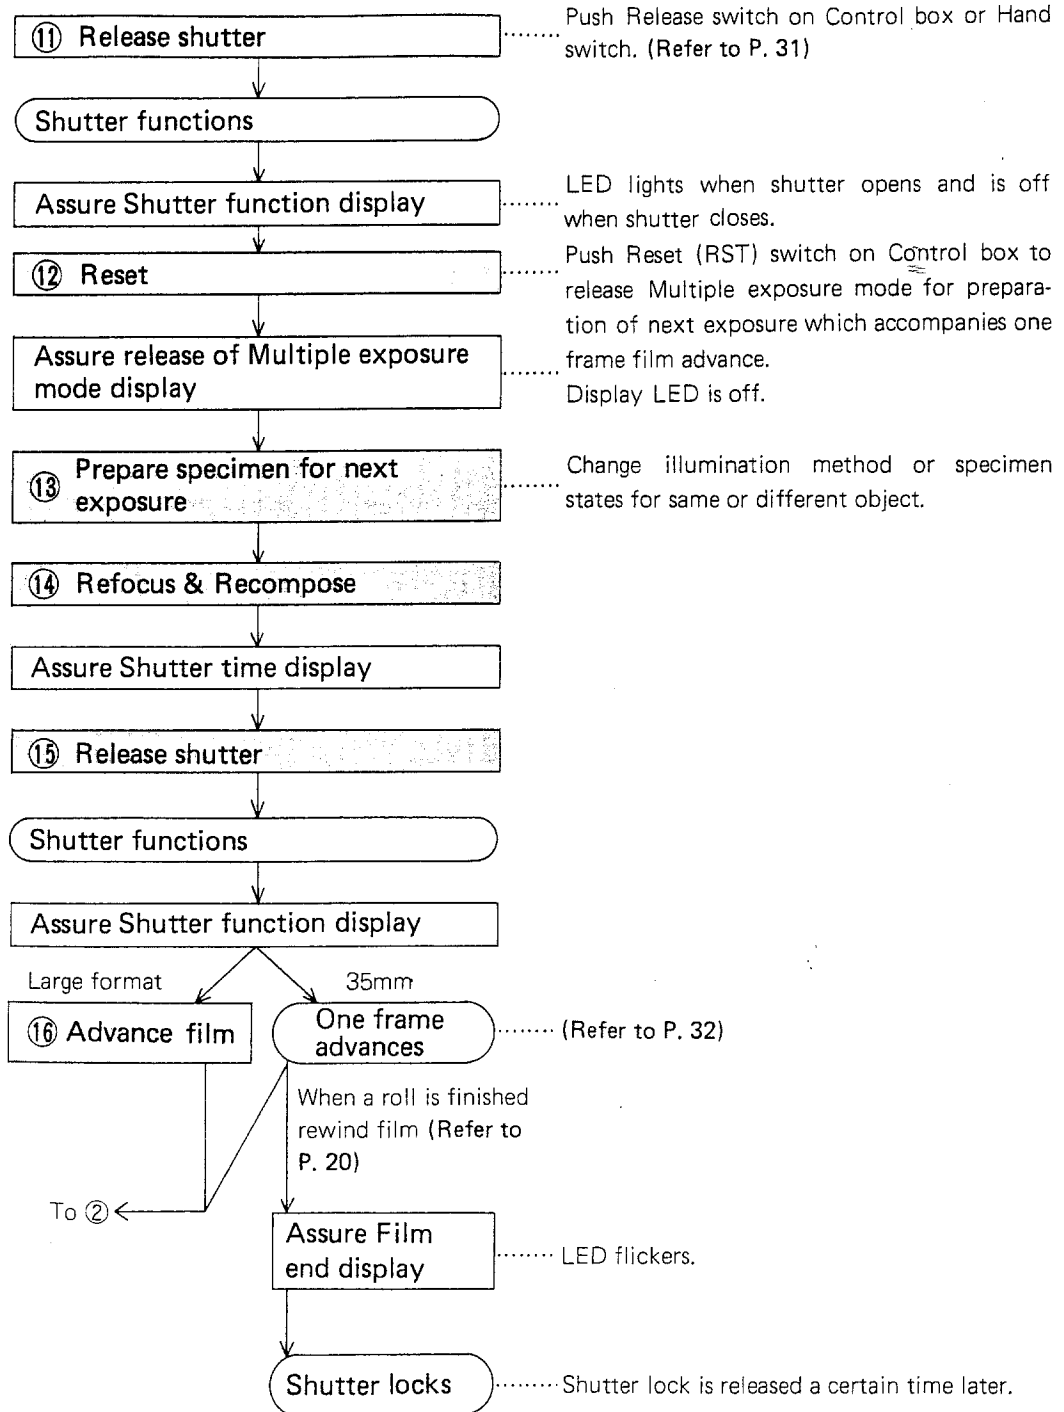 ⑪ Release shutter
Push Release switch on Control box or Hand
switch. (Refer to P. 31)
Shutter functions
Assure Shutter function display
LED lights when shutter opens and is off
when shutter closes.
⑫ Reset
Push Reset (RST) switch on Control box to
release Multiple exposure mode for prepara-
tion of next exposure which accompanies one
frame film advance.
Assure release of Multiple exposure
mode display
Display LED is off.
⑬ Prepare specimen for next
exposure
Change illumination method or specimen
states for same or different object.
⑭ Refocus & Recompose
Assure Shutter time display
⑮ Release shutter
Shutter functions
Assure Shutter function display
Large format
35mm
⑯ Advance film
One frame
advances
(Refer to P. 32)
When a roll is finished
rewind film (Refer to
P. 20)
To ②
Assure Film
end display
LED flickers.
Shutter locks
Shutter lock is released a certain time later.